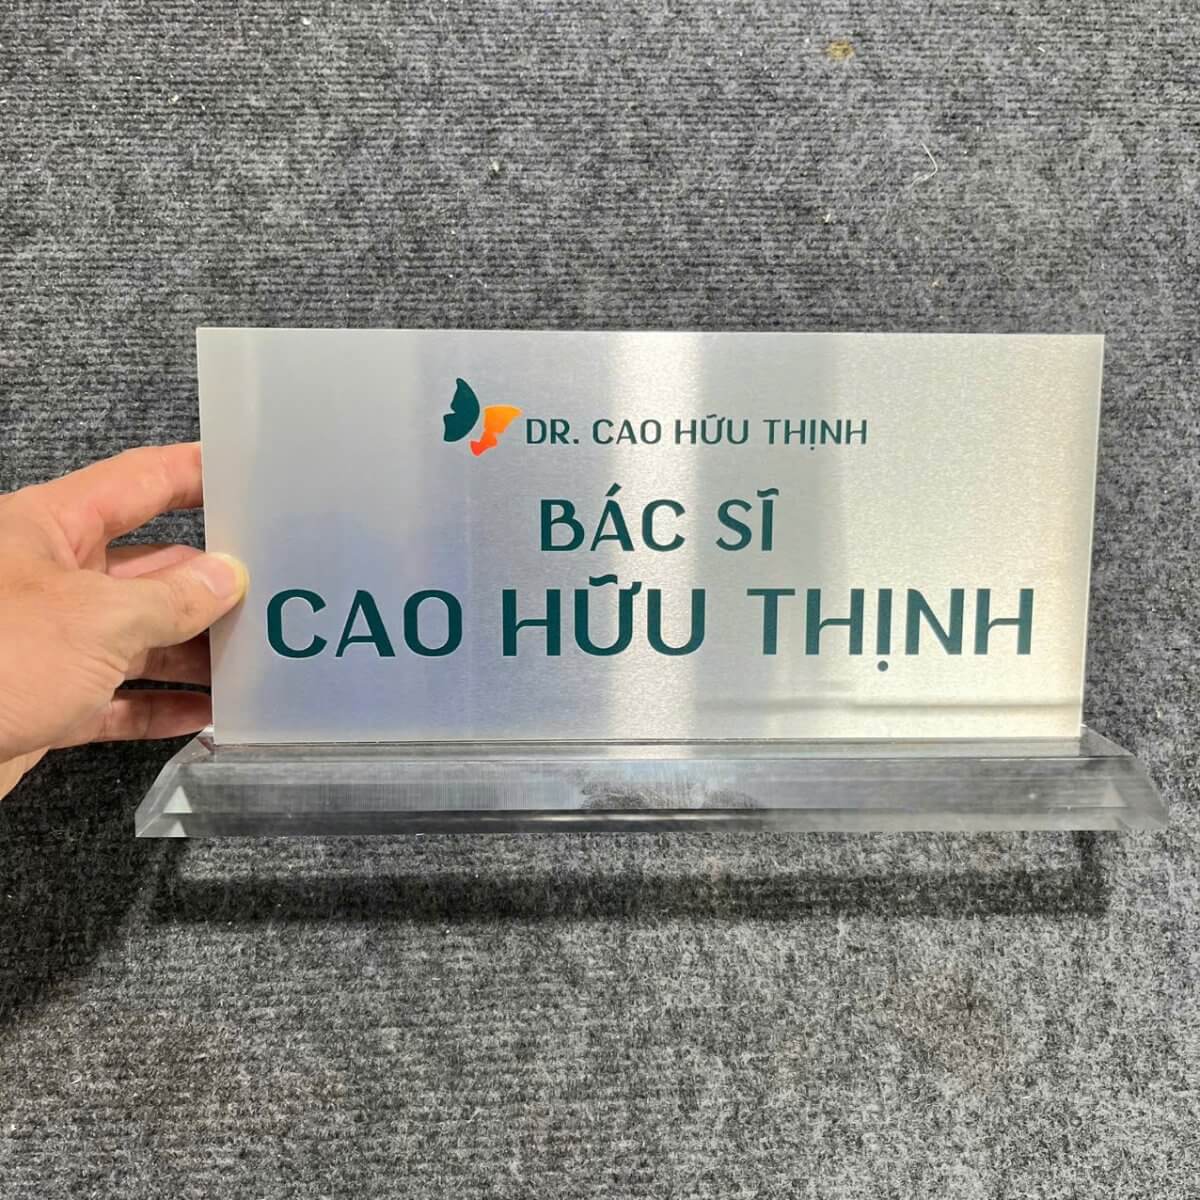 DR. CAO HỮU THỊNH
BÁC SĨ
CAO HỮU THỊNH